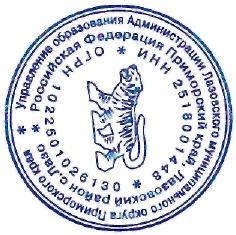 Управление образования Администрации Лазовского муниципального округа Приморского края *
Российская Федерация Приморский край Лазовский район с.Лазо *
ОГРН 1022501026130 * ИНН 2518001448 *